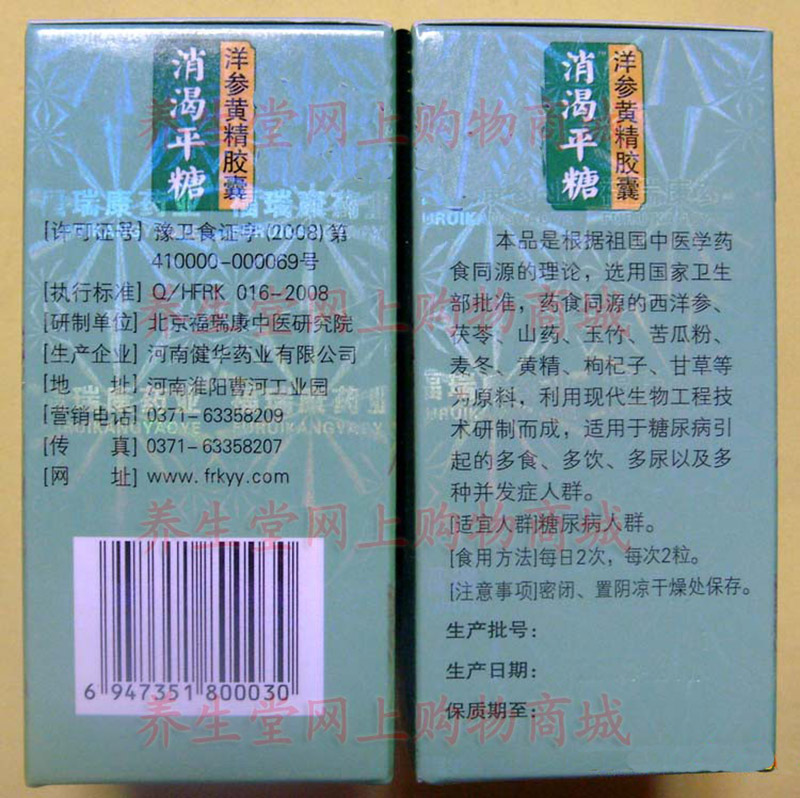 洋参黄精胶囊
消渴平糖
[许可证号] 豫卫食证字(2008)第
410000-000069号
[执行标准] Q/HFRK 016-2008
[研制单位] 北京福瑞康中医研究院
[生产企业] 河南健华药业有限公司
[地 址] 河南淮阳曹河工业园
[营销电话] 0371-63358209
[传 真] 0371-63358207
[网 址] www.frkyy.com
6 947351 800030
洋参黄精胶囊
消渴平糖
本品是根据祖国中医学药
食同源的理论，选用国家卫生
部批准，药食同源的西洋参、
茯苓、山药、玉竹、苦瓜粉、
麦冬、黄精、枸杞子、甘草等
为原料，利用现代生物工程技
术研制而成，适用于糖尿病引
起的多食、多饮、多尿以及多
种并发症人群。
[适宜人群]糖尿病人群。
[食用方法]每日2次，每次2粒。
[注意事项]密闭、置阴凉干燥处保存。
生产批号：
生产日期：
保质期至：
养生堂网上购物商城
养生堂网上购物商城
养生堂网上购物商城
养生堂网上购物商城